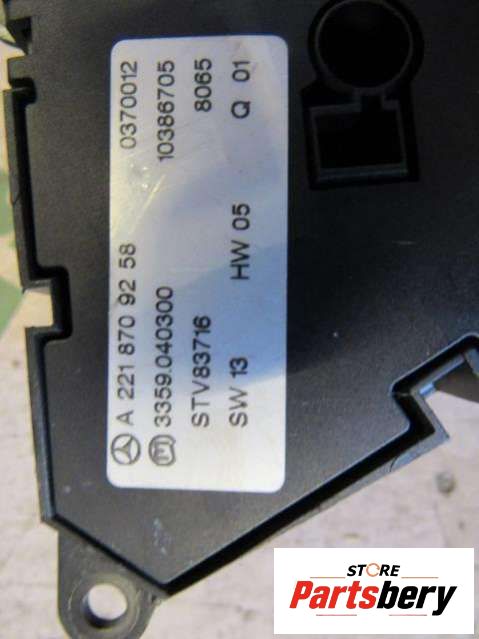 A 221 870 92 58 0370012
3359.040300 10386705
STV83716 8065
SW 13 HW 05 Q 01
STORE
Partsbery